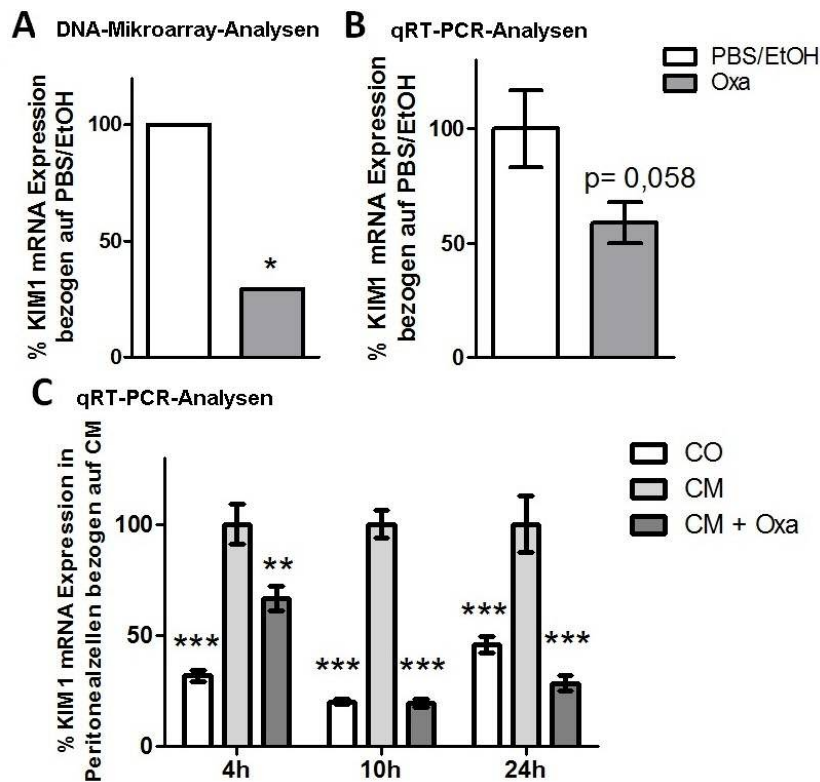 A DNA-Mikroarray-Analysen
% KIM1 mRNA Expression
bezogen auf PBS/EtOH
100
50
0
*
B qRT-PCR-Analysen
PBS/EtOH
Oxa
% KIM1 mRNA Expression
bezogen auf PBS/EtOH
100
50
0
p= 0,058
C qRT-PCR-Analysen
% KIM1 mRNA Expression in
Peritonealzellen bezogen auf CM
100
50
0
CO
CM
CM + Oxa
***
**
***
***
***
***
4h
10h
24h